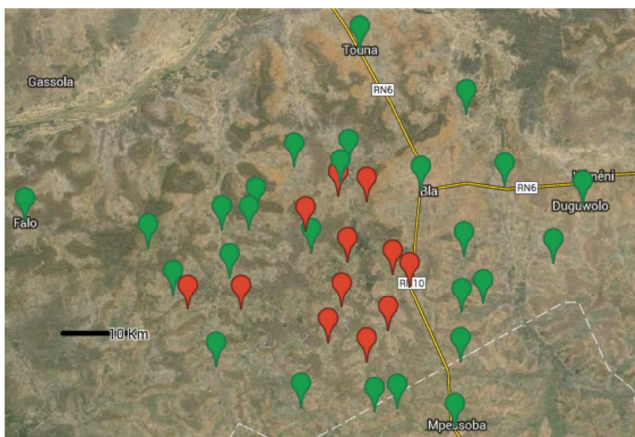 Touna
Gassola
RN6
Bla
RN6
Duguwolo
Falo
RN10
10 Km
Mpessoba